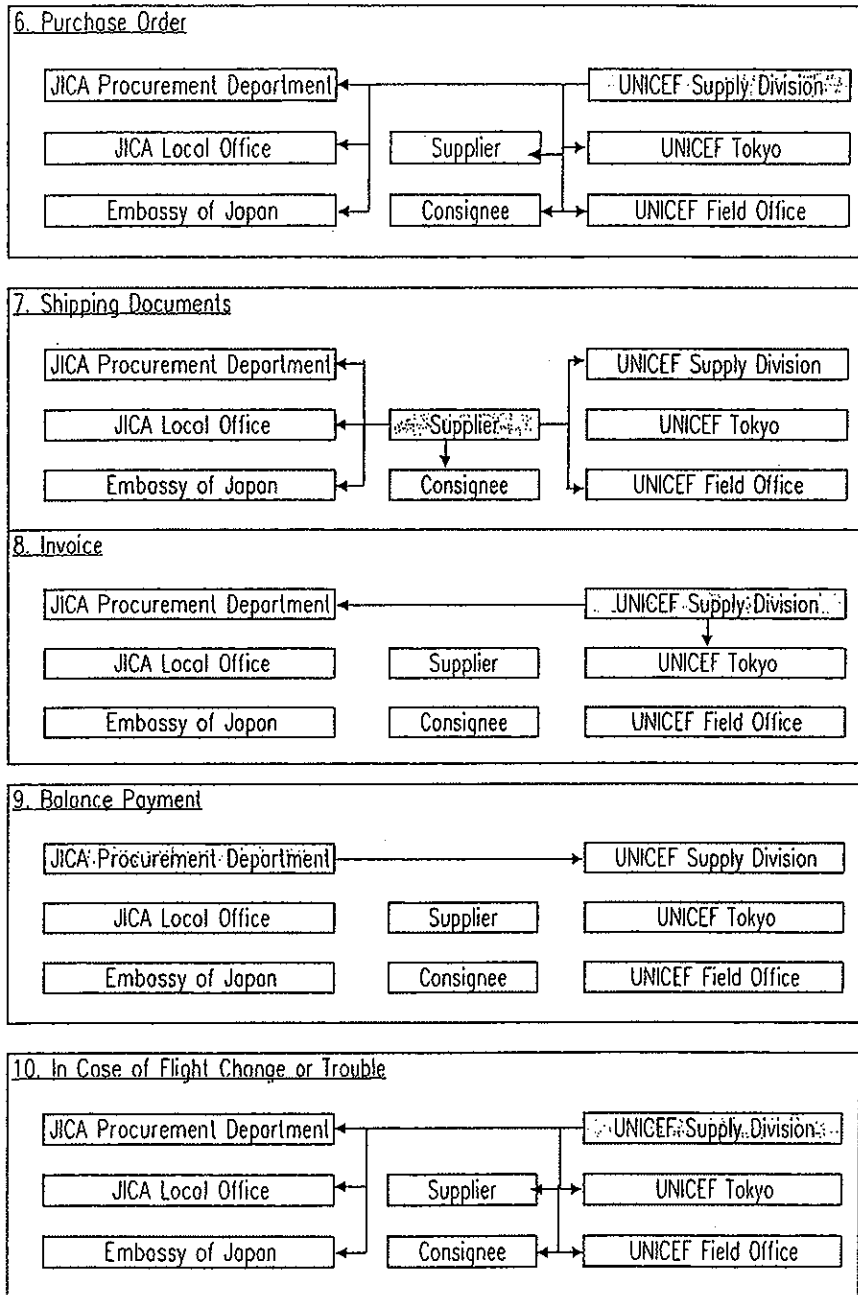 6. Purchase Order
JICA Procurement Department UNICEF Supply Division
JICA Local Office Supplier UNICEF Tokyo
Embassy of Japan Consignee UNICEF Field Office
7. Shipping Documents
JICA Procurement Department UNICEF Supply Division
JICA Local Office Supplier UNICEF Tokyo
Embassy of Japan Consignee UNICEF Field Office
8. Invoice
JICA Procurement Department UNICEF Supply Division
JICA Local Office Supplier UNICEF Tokyo
Embassy of Japan Consignee UNICEF Field Office
9. Balance Payment
JICA Procurement Department UNICEF Supply Division
JICA Local Office Supplier UNICEF Tokyo
Embassy of Japan Consignee UNICEF Field Office
10. In Case of Flight Change or Trouble
JICA Procurement Department UNICEF Supply Division
JICA Local Office Supplier UNICEF Tokyo
Embassy of Japan Consignee UNICEF Field Office